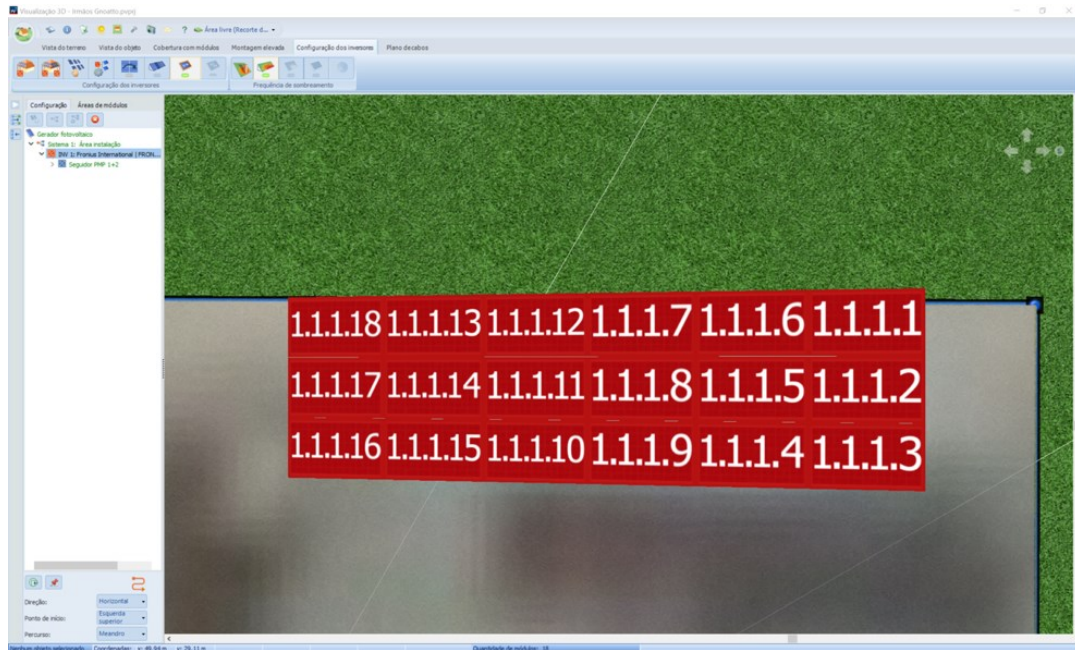 Visualização 3D - Irmãos Groatto.pvprj
Área livre (Recorte d...
Vista do terreno Vista do objeto Cobertura com módulos Montagem elevada Configuração dos inversores Plano de cabos
Configuração dos inversores Frequência de sombreamento
Configuração Áreas de módulos
Gerador fotovoltaico
Sistema 1: Área instalação
INV 1: Fronius International | FRON...
Seguidor PMP 1+2
1.1.1.18 1.1.1.13 1.1.1.12 1.1.1.7 1.1.1.6 1.1.1.1
1.1.1.17 1.1.1.14 1.1.1.11 1.1.1.8 1.1.1.5 1.1.1.2
1.1.1.16 1.1.1.15 1.1.1.10 1.1.1.9 1.1.1.4 1.1.1.3
Direção: Horizontal
Ponto de início: Esquerda superior
Percurso: Meandro
Nenhum objeto selecionado Coordenadas: Quantidade de módulos: 18